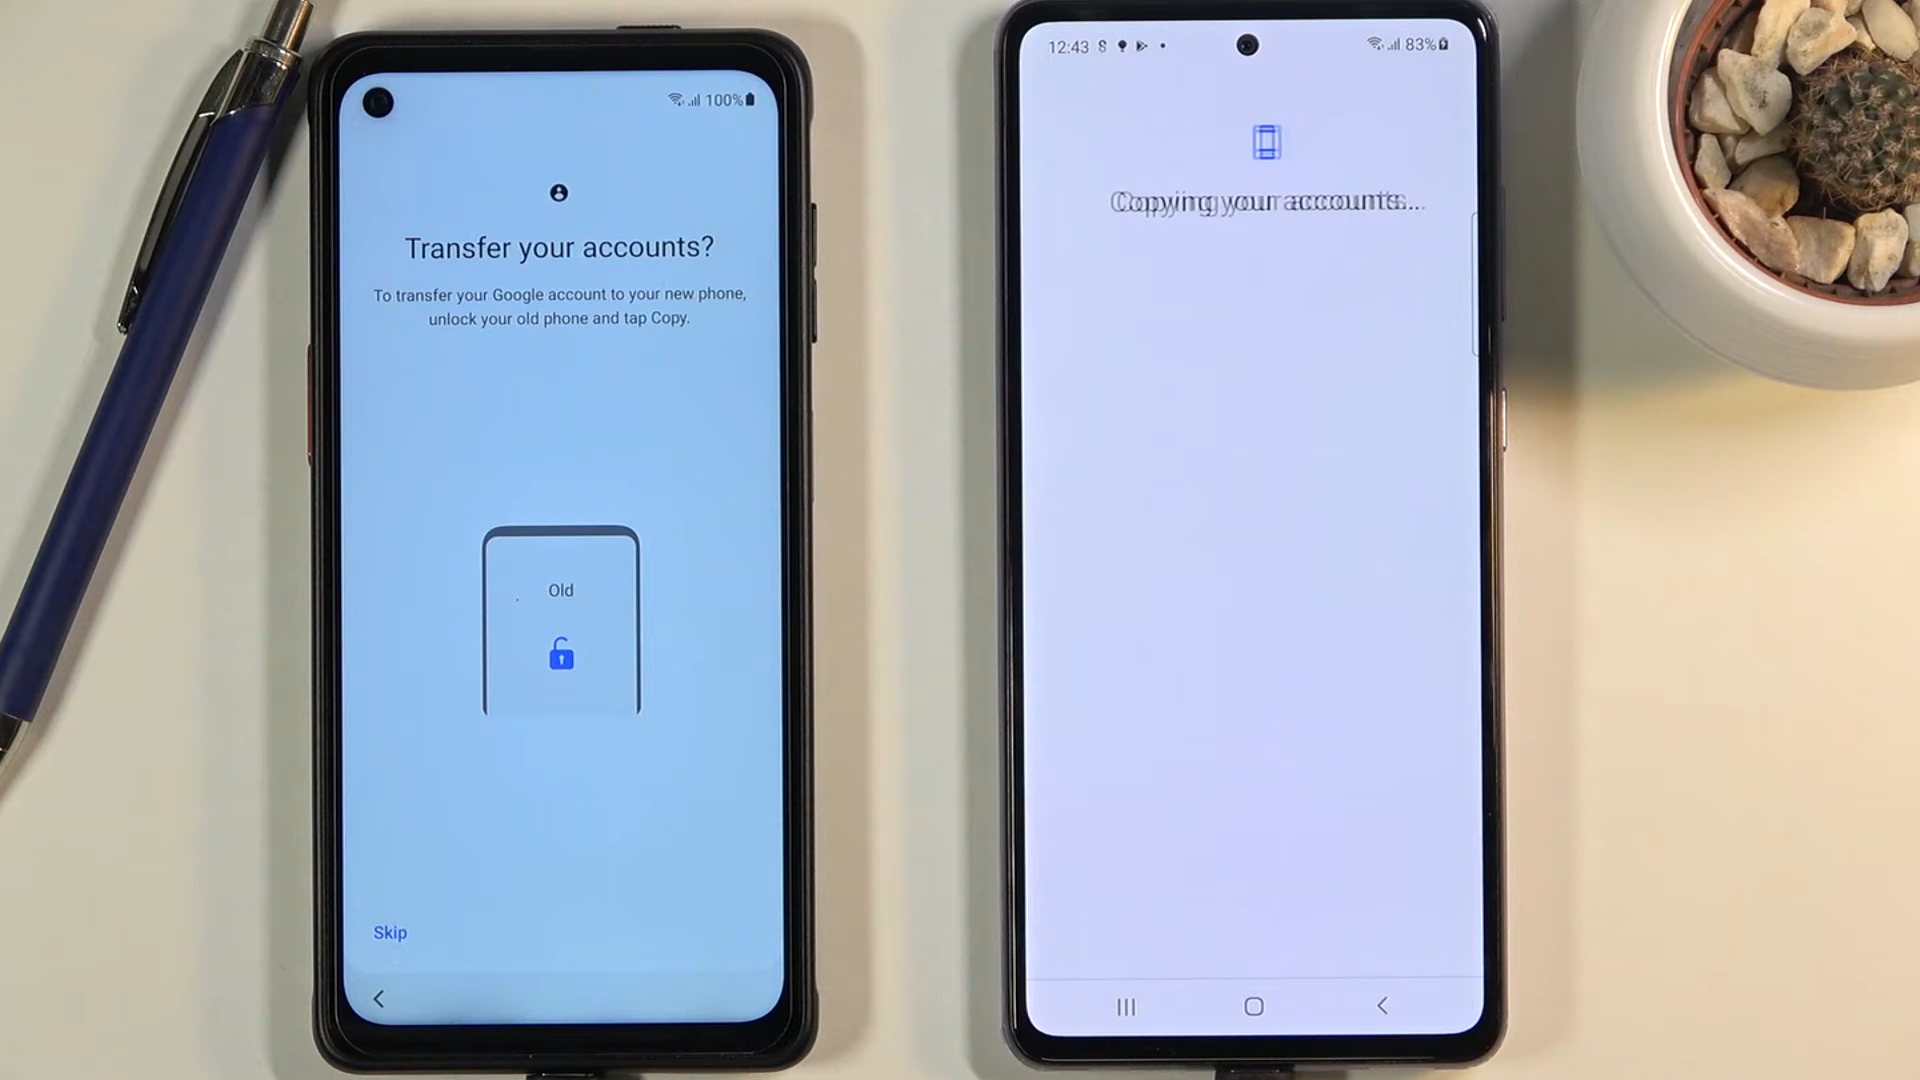 100%
Transfer your accounts?
To transfer your Google account to your new phone,
unlock your old phone and tap Copy.
Old
Skip
12:43
83%
Copying your accounts...